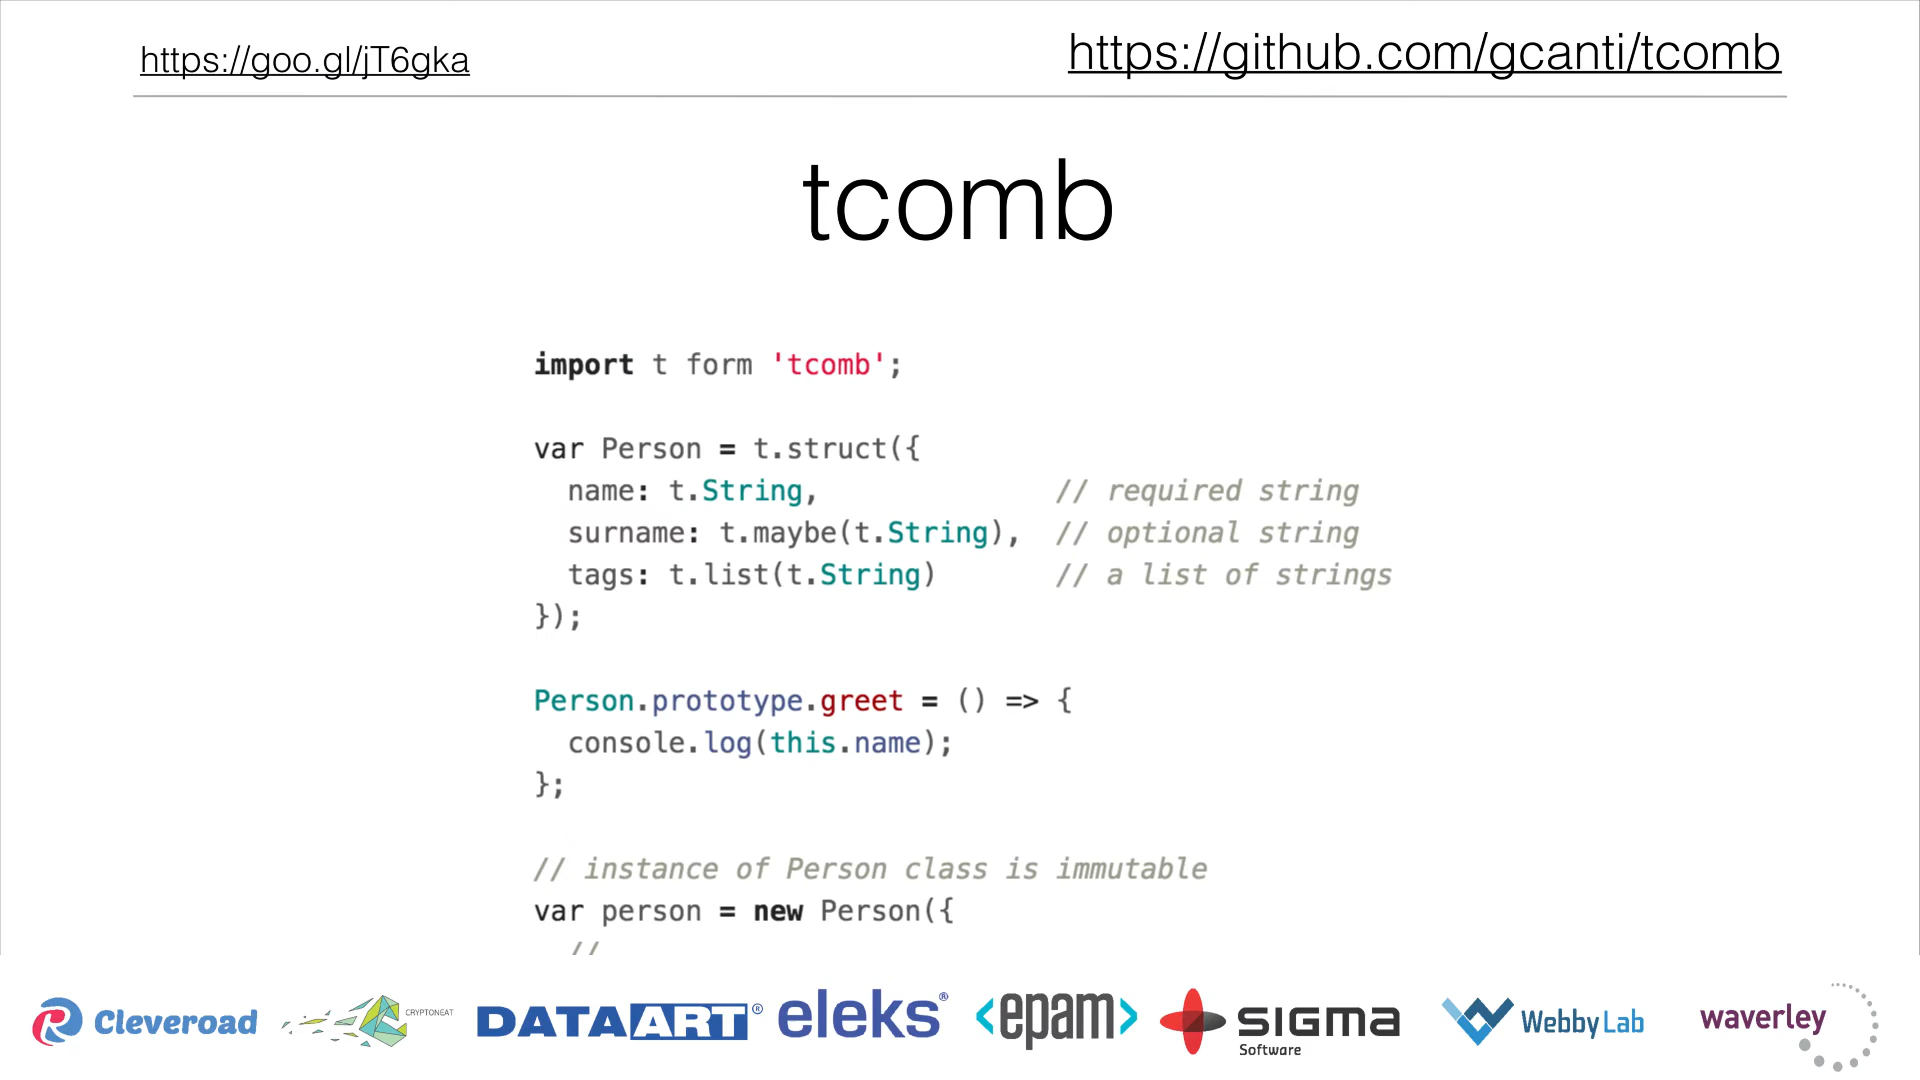 https://goo.gl/jT6gka
https://github.com/gcanti/tcomb
tcomb
import t form 'tcomb';
var Person = t.struct({
  name: t.String,              // required string
  surname: t.maybe(t.String),  // optional string
  tags: t.list(t.String)       // a list of strings
});
Person.prototype.greet = () => {
  console.log(this.name);
};
// instance of Person class is immutable
var person = new Person({
  //
Cleveroad CRYPTONEAT DATAART® eleks® <epam> SIGMA Software WebbyLab waverley